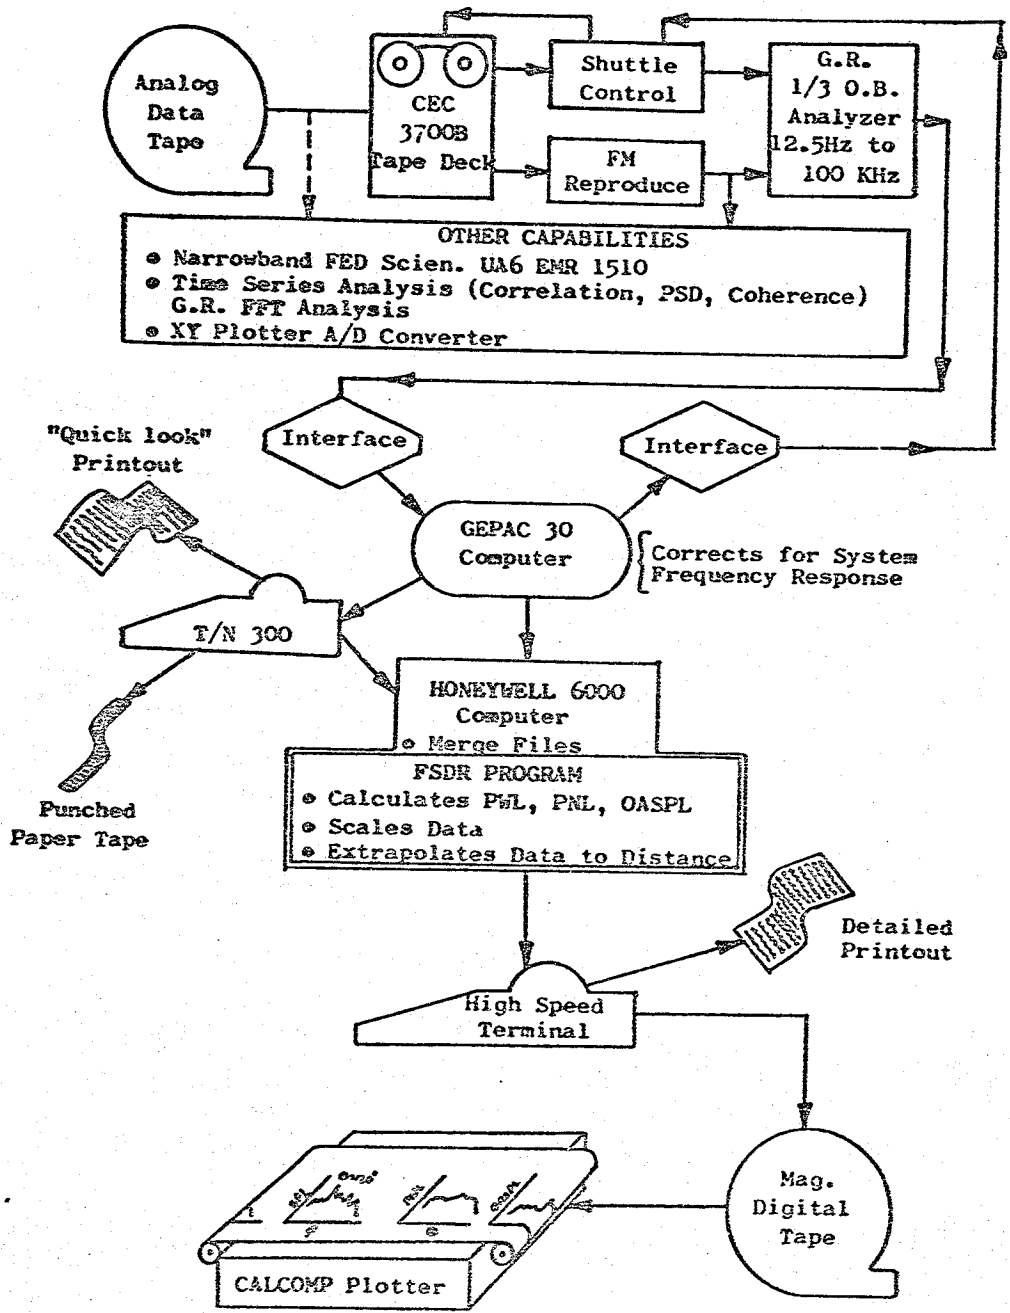 Analog
Data
Tape
CEC
3700B
Tape Deck
Shuttle
Control
FM
Reproduce
G.R.
1/3 O.B.
Analyzer
12.5Hz to
100 KHz
OTHER CAPABILITIES
Narrowband FED Scien. UA6 EMR 1510
Time Series Analysis (Correlation, PSD, Coherence)
G.R. FFT Analysis
XY Plotter A/D Converter
"Quick look"
Printout
Interface
Interface
GEPAC 30
Computer
Corrects for System
Frequency Response
T/N 300
HONEYWELL 6000
Computer
Merge Files
FSDR PROGRAM
Calculates PWL, PNL, OASPL
Scales Data
Extrapolates Data to Distance
Punched
Paper Tape
Detailed
Printout
High Speed
Terminal
Mag.
Digital
Tape
CALCOMP Plotter